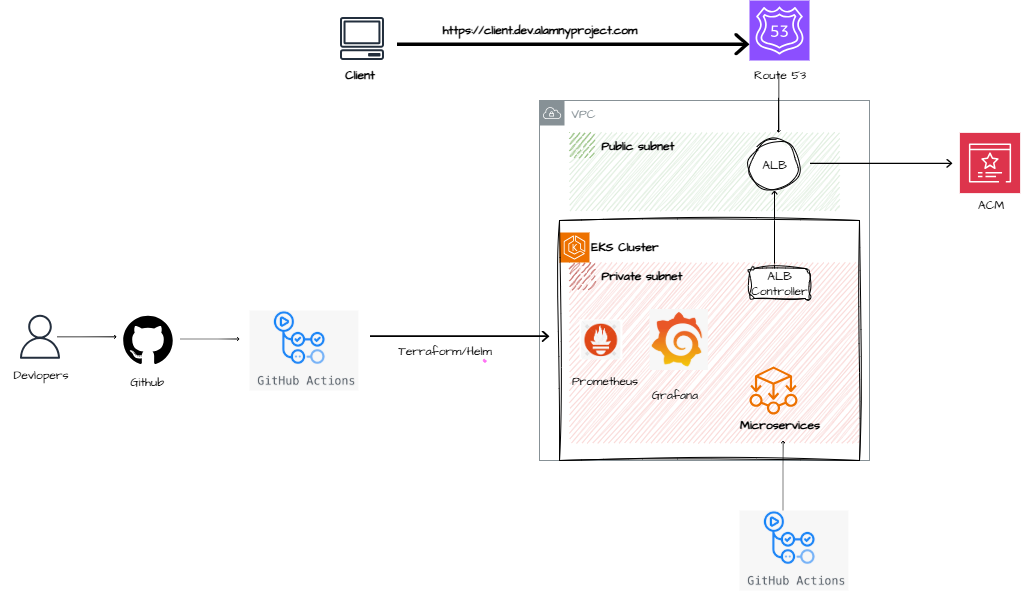 https://client.dev.alamnyproject.com
53
Client
Route 53
VPC
Public subnet
ALB
ACM
EKS Cluster
Private subnet
ALB
Controller
Terraform/Helm
Devlopers
Github
GitHub Actions
Prometheus
Grafana
Microservices
GitHub Actions